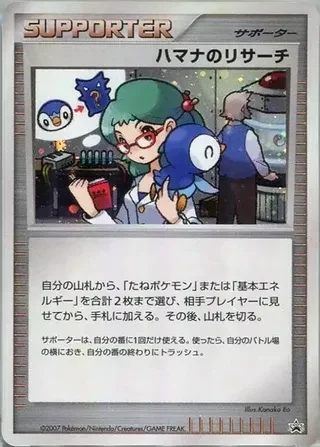 SUPPORTER
サポーター
ハマナのリサーチ
?
自分の山札から、「たねポケモン」または「基本エネ
ルギー」を合計2枚まで選び、相手プレイヤーに見
せてから、手札に加える。その後、山札を切る。
サポーターは、自分の番に1回だけ使える。使ったら、自分のバトル場
の横におき、自分の番の終わりにトラッシュ。
illus.Kanako Eo
©2007 Pokémon/Nintendo/Creatures/GAME FREAK